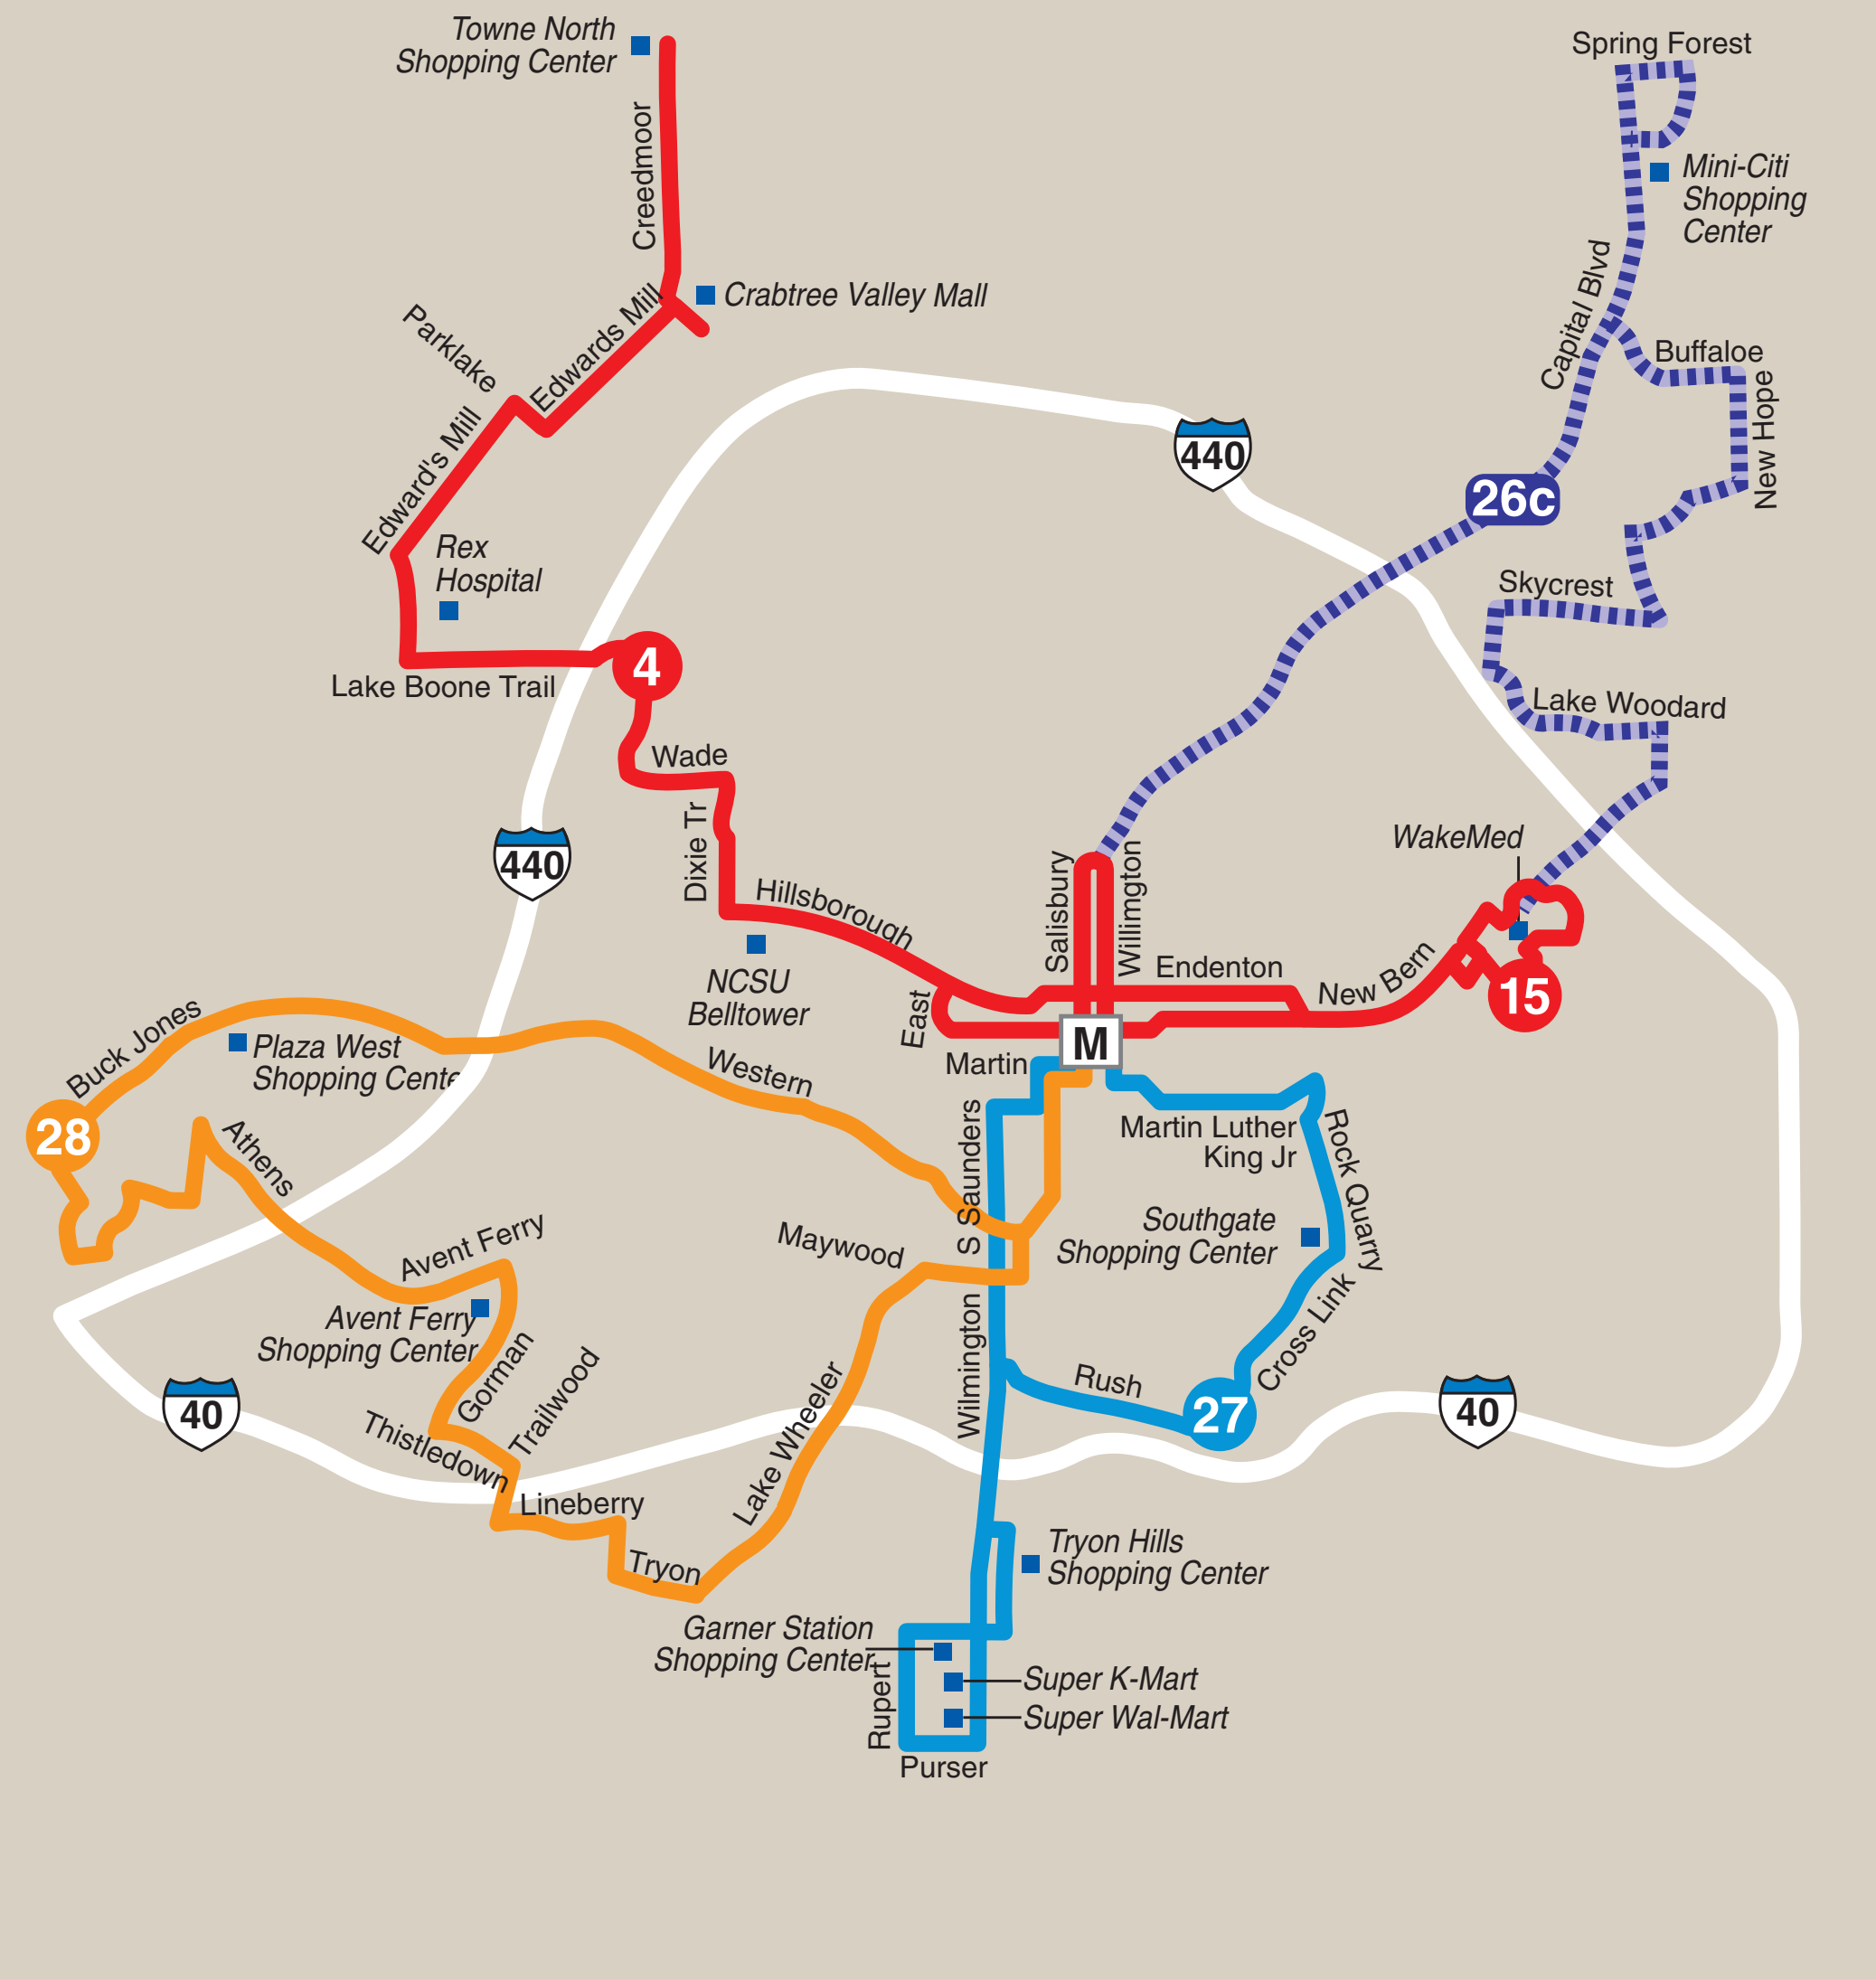 Towne North
Shopping Center
Spring Forest
Creedmoor
Mini-Citi
Shopping
Center
Crabtree Valley Mall
Capital Blvd
Parklake
Edwards Mill
Buffaloe
New Hope
440
26c
Edward's Mill
Rex
Hospital
Skycrest
4
Lake Boone Trail
Lake Woodard
Wade
Dixie Tr
440
WakeMed
Salisbury
Willimgton
Hillsborough
NCSU
Belltower
East
Endenton
New Bern
15
M
Buck Jones
Plaza West
Shopping Cente
Western
Martin
28
Athens
S Saunders
Martin Luther
King Jr
Rock Quarry
Avent Ferry
Maywood
Southgate
Shopping Center
Avent Ferry
Shopping Center
Gorman
Trailwood
Wilmington
Cross Link
Rush
27
40
40
Thistledown
Lake Wheeler
Lineberry
Tryon
Tryon Hills
Shopping Center
Garner Station
Shopping Center
Rupert
Super K-Mart
Super Wal-Mart
Purser